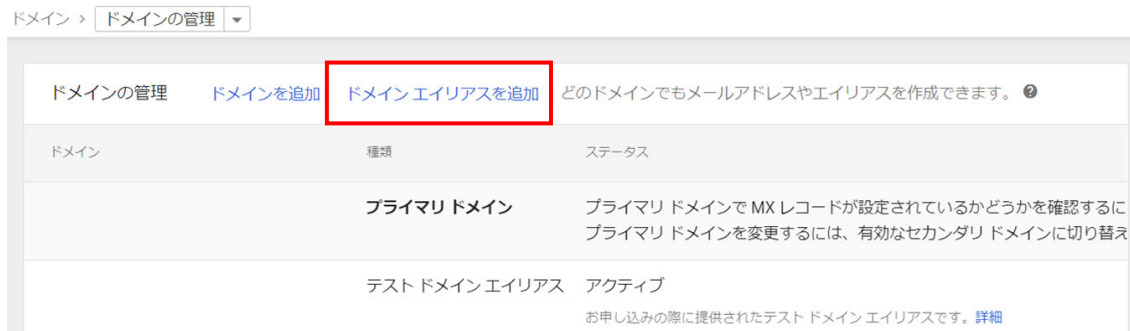 ドメイン > ドメインの管理
ドメインの管理 ドメインを追加 ドメイン エイリアスを追加 どのドメインでもメールアドレスやエイリアスを作成できます。
ドメイン 種類 ステータス
プライマリ ドメイン プライマリ ドメインで MX レコードが設定されているかどうかを確認するに
プライマリ ドメインを変更するには、有効なセカンダリ ドメインに切り替え
テスト ドメイン エイリアス アクティブ
お申し込みの際に提供されたテスト ドメイン エイリアスです。詳細